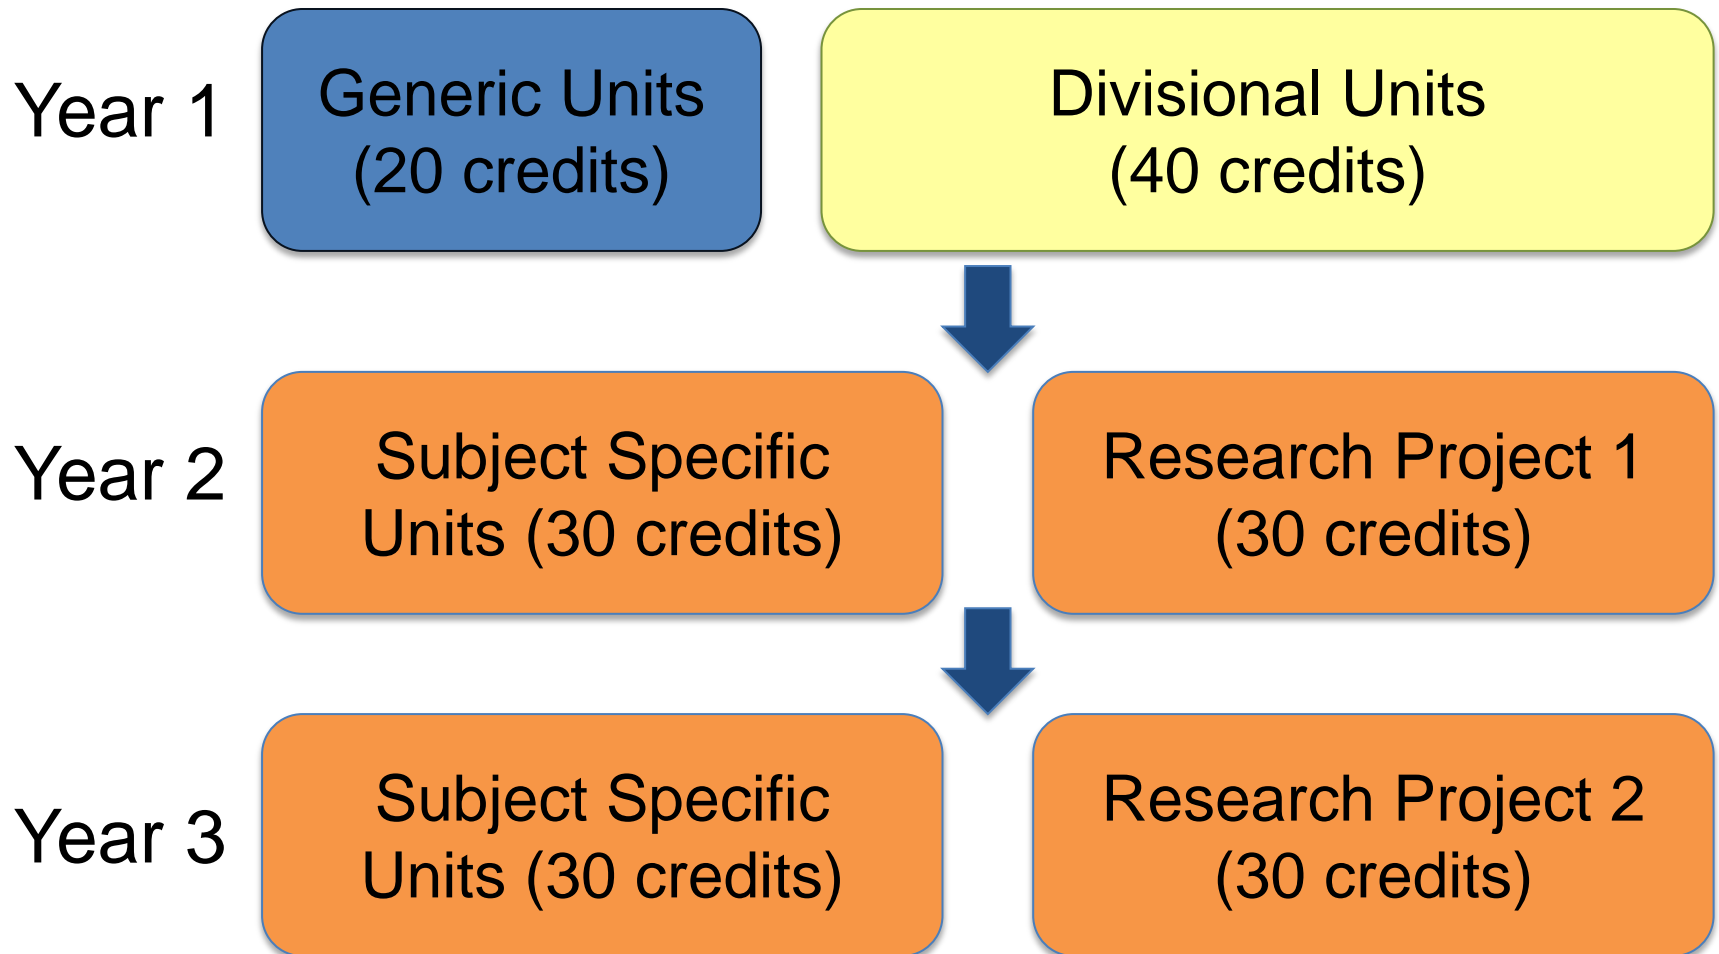 Year 1
Generic Units
(20 credits)
Divisional Units
(40 credits)
Year 2
Subject Specific
Units (30 credits)
Research Project 1
(30 credits)
Year 3
Subject Specific
Units (30 credits)
Research Project 2
(30 credits)